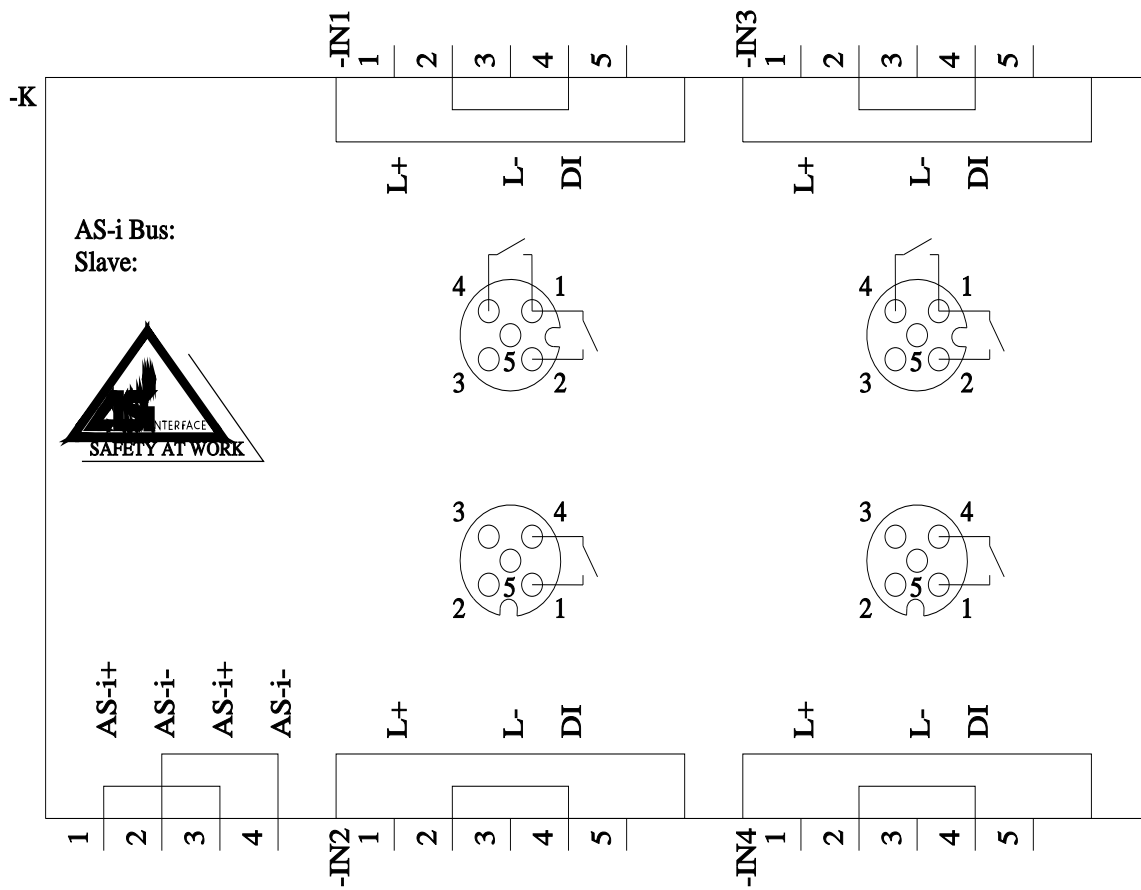 -IN1 1 2 3 4 5
-IN3 1 2 3 4 5
-K
L+ L- DI
L+ L- DI
AS-i Bus:
Slave:
4 1
3 5 2
4 1
3 5 2
NTERFACE
SAFETY AT WORK
3 4
2 5 1
3 4
2 5 1
AS-i+ AS-i- AS-i+ AS-i-
L+ L- DI
L+ L- DI
1 2 3 4
-IN2 1 2 3 4 5
-IN4 1 2 3 4 5